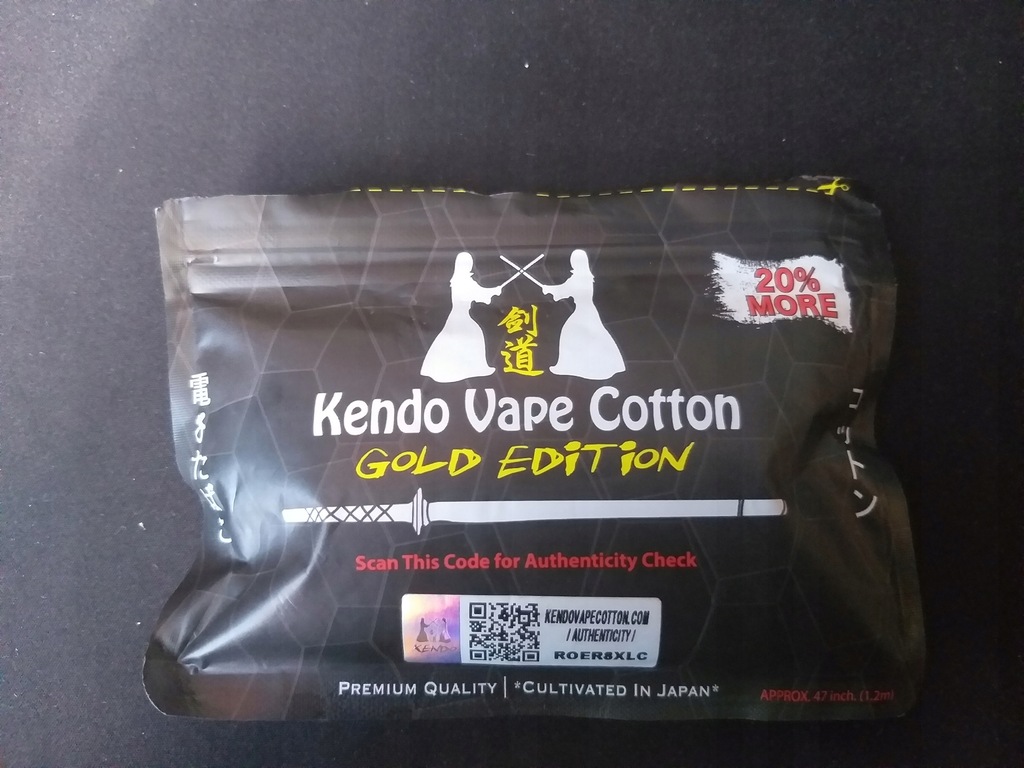 20%
MORE
剣
道
Kendo Vape Cotton
GOLD EDITION
電子たばこ
コットン
Scan This Code for Authenticity Check
KENDO
KENDOVAPECOTTON.COM
/AUTHENTICITY/
ROER8XLC
PREMIUM QUALITY | *CULTIVATED IN JAPAN*
APPROX. 47 inch. (1.2m)